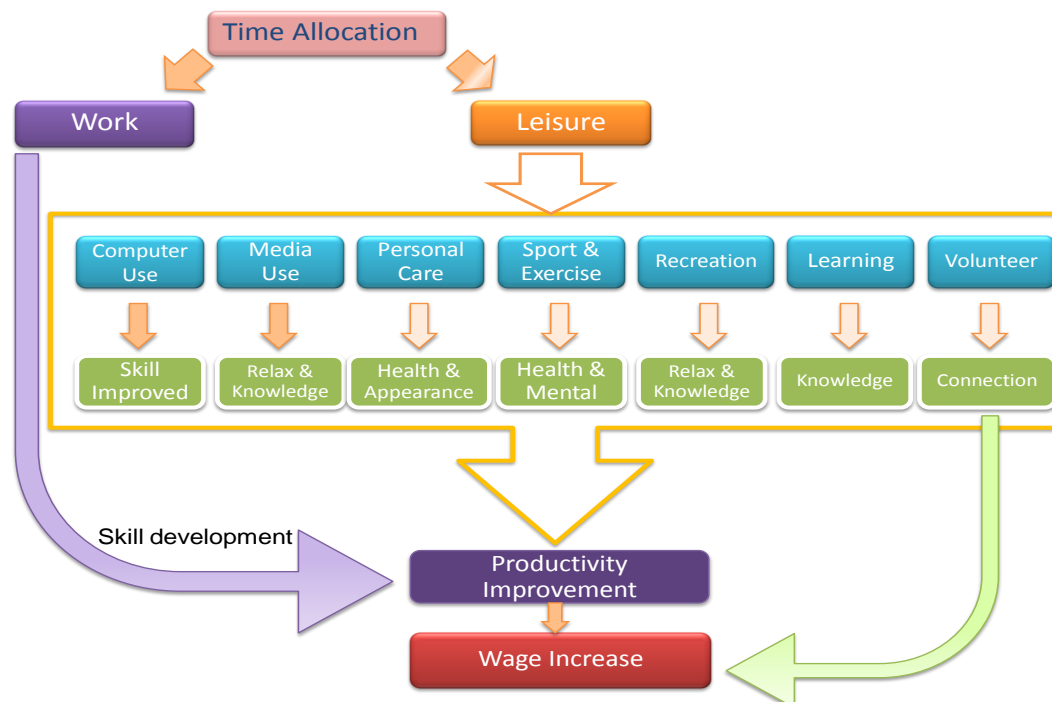 Time Allocation
Work
Leisure
Computer
Use
Media
Use
Personal
Care
Sport &
Exercise
Recreation
Learning
Volunteer
Skill
Improved
Relax &
Knowledge
Health &
Appearance
Health &
Mental
Relax &
Knowledge
Knowledge
Connection
Skill development
Productivity
Improvement
Wage Increase